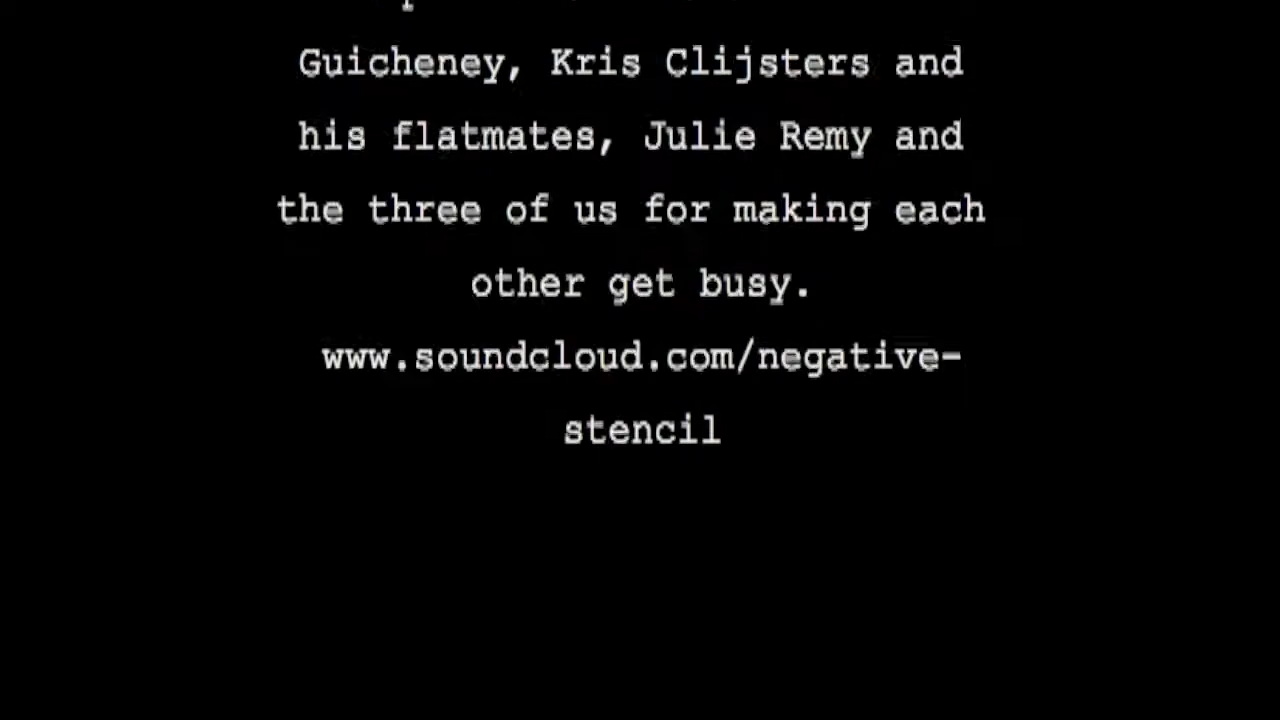 Guicheney, Kris Clijsters and
his flatmates, Julie Remy and
the three of us for making each
other get busy.
www.soundcloud.com/negative-
stencil